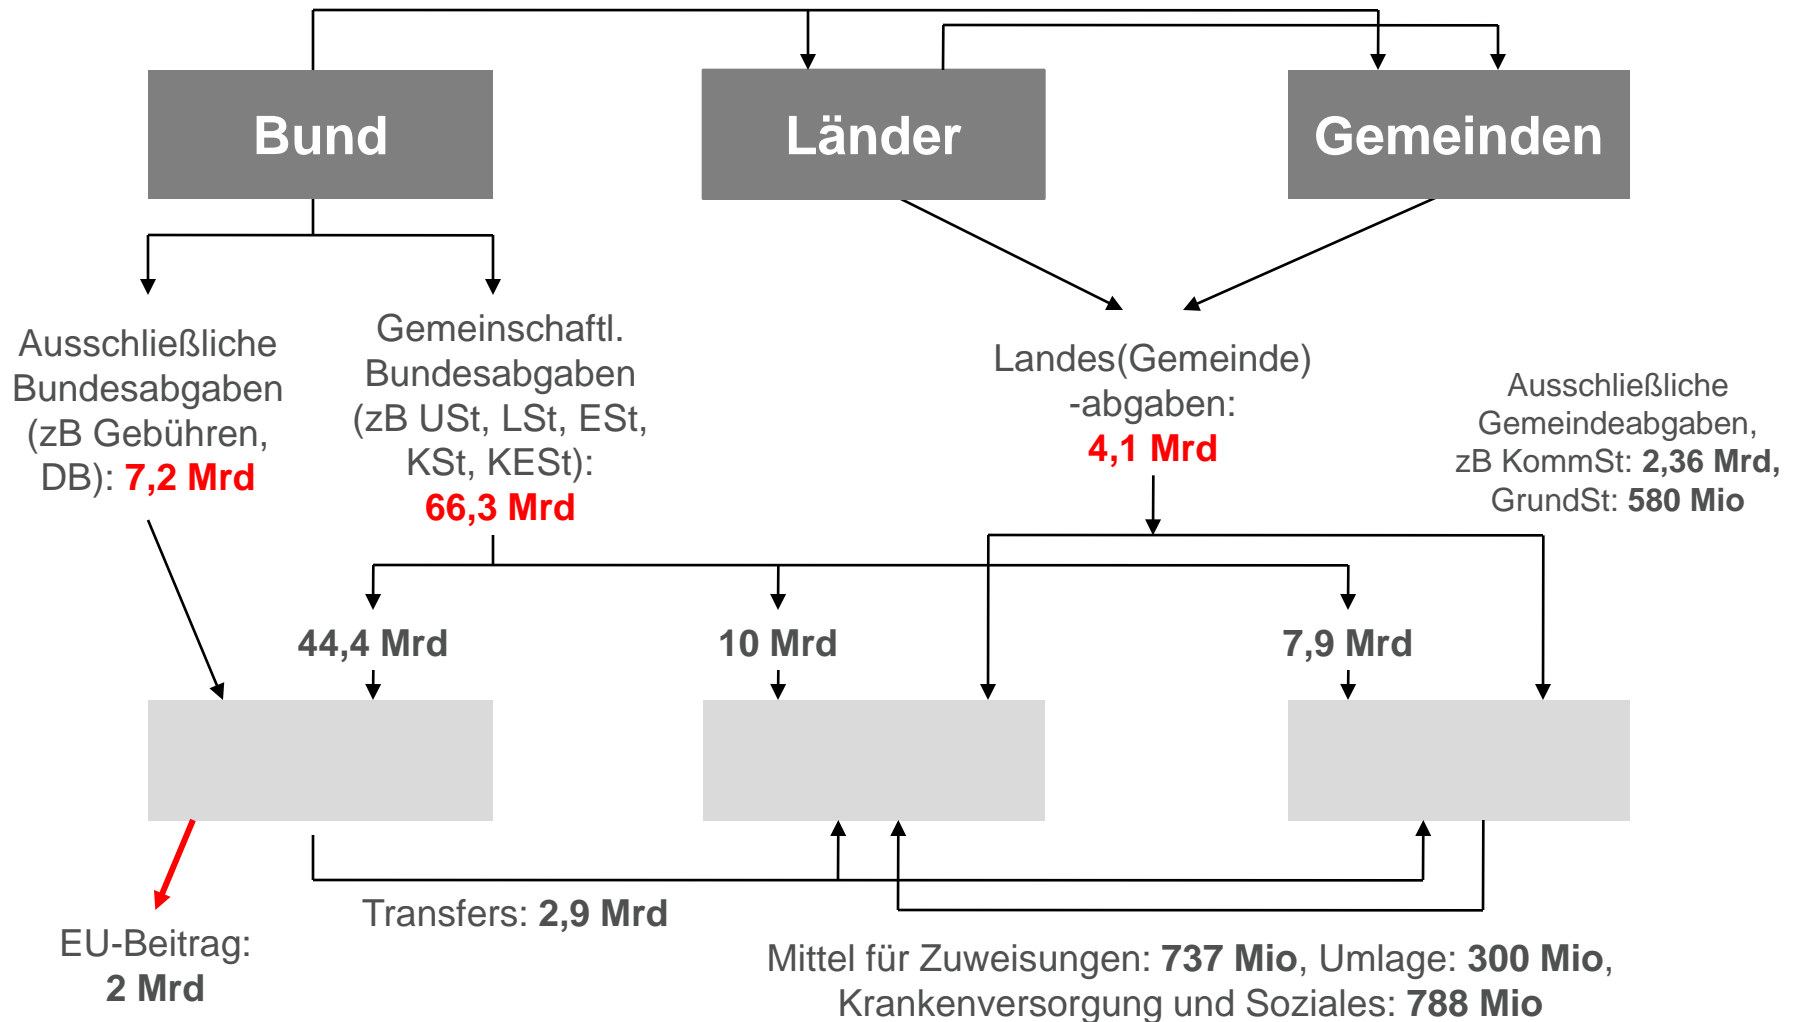 Bund
Länder
Gemeinden
Ausschließliche
Bundesabgaben
(zB Gebühren,
DB): 7,2 Mrd
Gemeinschaftl.
Bundesabgaben
(zB USt, LSt, ESt,
KSt, KESt):
66,3 Mrd
Landes(Gemeinde)
-abgaben:
4,1 Mrd
Ausschließliche
Gemeindeabgaben,
zB KommSt: 2,36 Mrd,
GrundSt: 580 Mio
44,4 Mrd
10 Mrd
7,9 Mrd
Transfers: 2,9 Mrd
EU-Beitrag:
2 Mrd
Mittel für Zuweisungen: 737 Mio, Umlage: 300 Mio,
Krankenversorgung und Soziales: 788 Mio